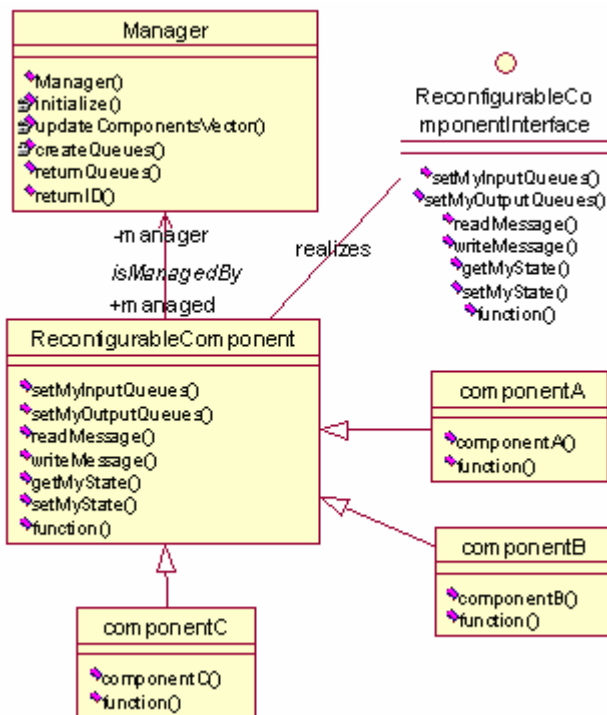 Manager
Manager()
initialize()
updateComponentsVector()
createQueues()
returnQueues()
returnID()
ReconfigurableCo
mponentInterface
setMyInputQueues()
setMyOutputQueues()
readMessage()
writeMessage()
getMyState()
setMyState()
function()
-manager
realizes
isManagedBy
+managed
ReconfigurableComponent
setMyInputQueues()
setMyOutputQueues()
readMessage()
writeMessage()
getMyState()
setMyState()
function()
componentA
componentA()
function()
componentB
componentB()
function()
componentC
componentC()
function()